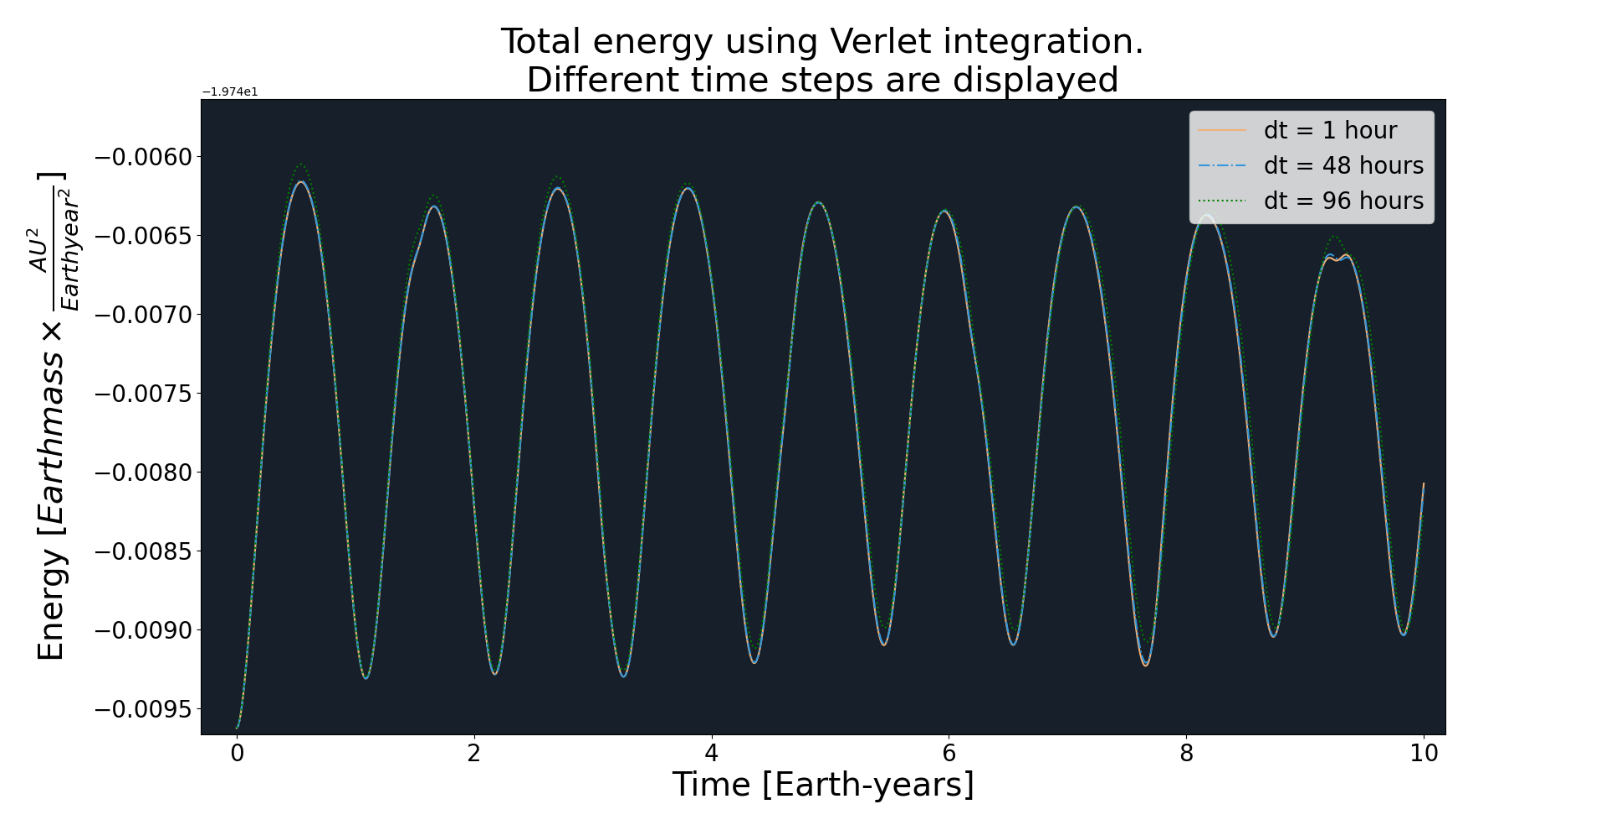 Total energy using Verlet integration.
Different time steps are displayed
−1.974e1
dt = 1 hour
dt = 48 hours
dt = 96 hours
−0.0060
−0.0065
−0.0070
−0.0075
−0.0080
−0.0085
−0.0090
−0.0095
Energy [Earthmass × AU²/Earthyear²]
0 2 4 6 8 10
Time [Earth-years]